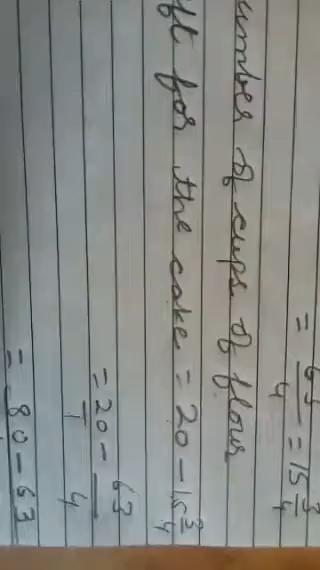 = 63/4 = 15 3/4
number of cups of flour
left for the cake = 20 - 15 3/4
= 20/1 - 63/4
= 80 - 63